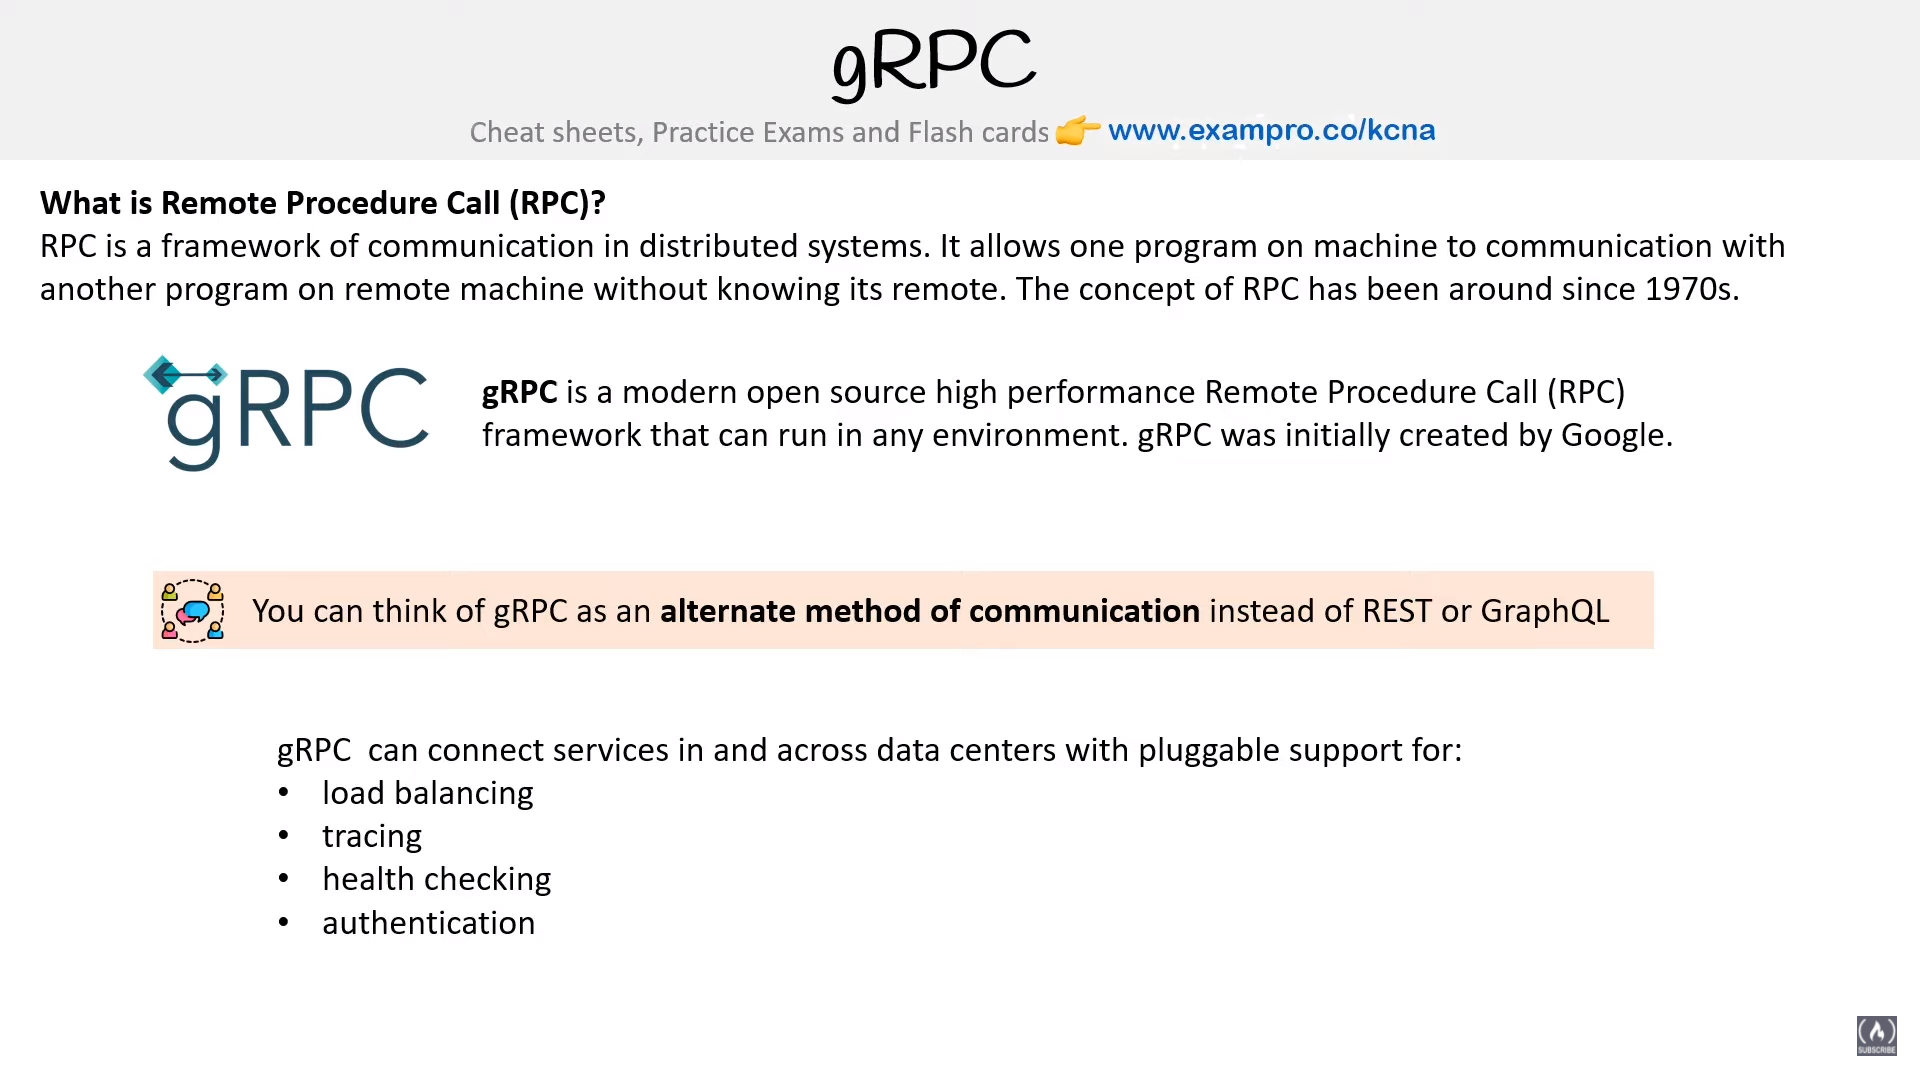 gRPC
Cheat sheets, Practice Exams and Flash cards 👉 www.exampro.co/kcna
What is Remote Procedure Call (RPC)?
RPC is a framework of communication in distributed systems. It allows one program on machine to communication with
another program on remote machine without knowing its remote. The concept of RPC has been around since 1970s.
gRPC
gRPC is a modern open source high performance Remote Procedure Call (RPC)
framework that can run in any environment. gRPC was initially created by Google.
You can think of gRPC as an alternate method of communication instead of REST or GraphQL
gRPC can connect services in and across data centers with pluggable support for:
• load balancing
• tracing
• health checking
• authentication
SUBSCRIBE